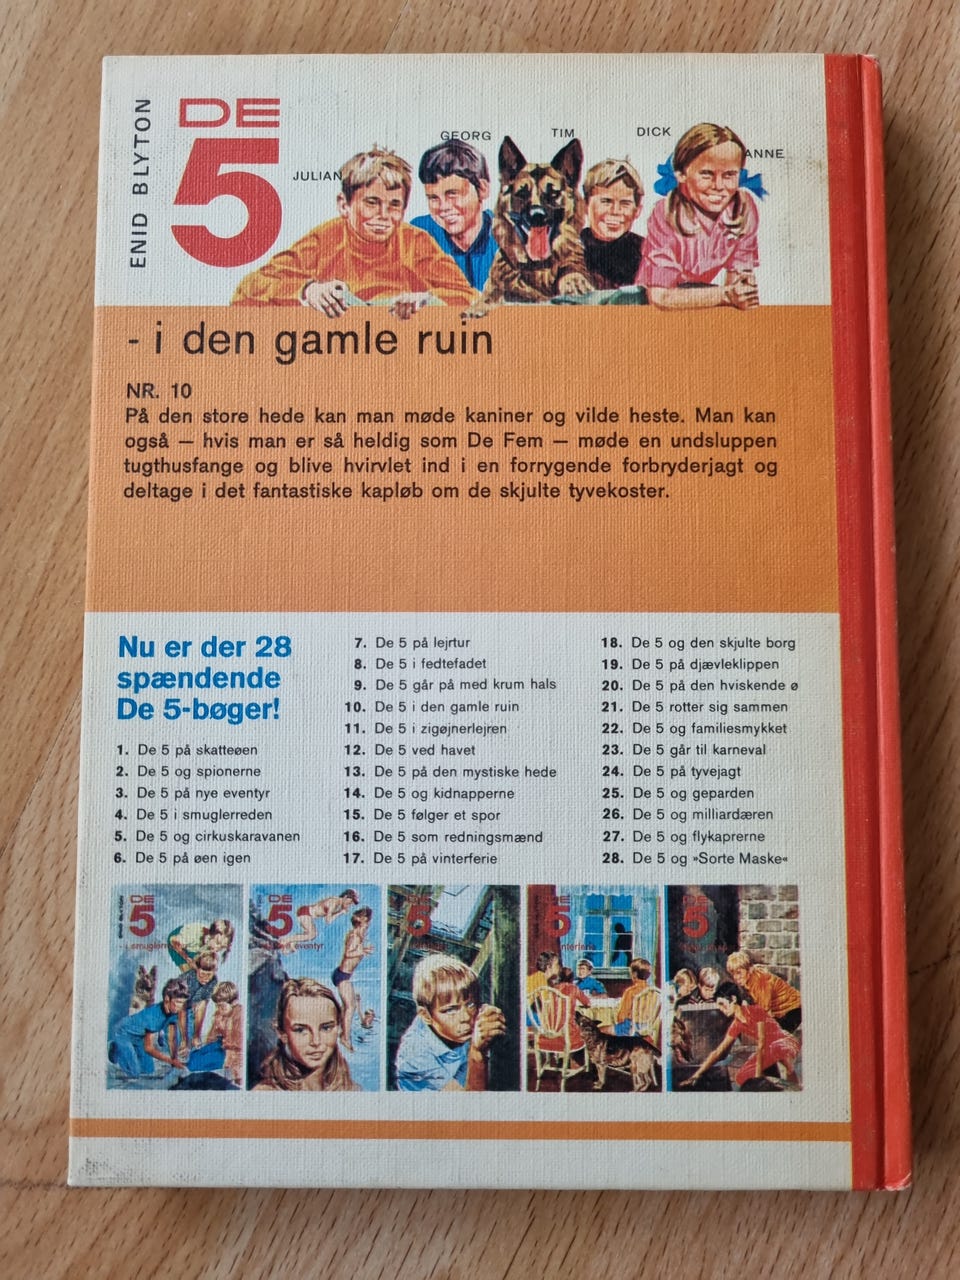 ENID BLYTON
DE
5
JULIAN
GEORG
TIM
DICK
ANNE
- i den gamle ruin
NR. 10
På den store hede kan man møde kaniner og vilde heste. Man kan
også — hvis man er så heldig som De Fem — møde en undsluppen
tugthusfange og blive hvirvlet ind i en forrygende forbryderjagt og
deltage i det fantastiske kapløb om de skjulte tyvekoster.
Nu er der 28
spændende
De 5-bøger!
1. De 5 på skatteøen
2. De 5 og spionerne
3. De 5 på nye eventyr
4. De 5 i smuglerreden
5. De 5 og cirkuskaravanen
6. De 5 på øen igen
7. De 5 på lejrtur
8. De 5 i fedtefadet
9. De 5 går på med krum hals
10. De 5 i den gamle ruin
11. De 5 i zigøjnerlejren
12. De 5 ved havet
13. De 5 på den mystiske hede
14. De 5 og kidnapperne
15. De 5 følger et spor
16. De 5 som redningsmænd
17. De 5 på vinterferie
18. De 5 og den skjulte borg
19. De 5 på djævleklippen
20. De 5 på den hviskende ø
21. De 5 rotter sig sammen
22. De 5 og familiesmykket
23. De 5 går til karneval
24. De 5 på tyvejagt
25. De 5 og geparden
26. De 5 og milliardæren
27. De 5 og flykaprerne
28. De 5 og »Sorte Maske«
DE
5
DE
5
eventyr
DE
5
DE
5
DE
5